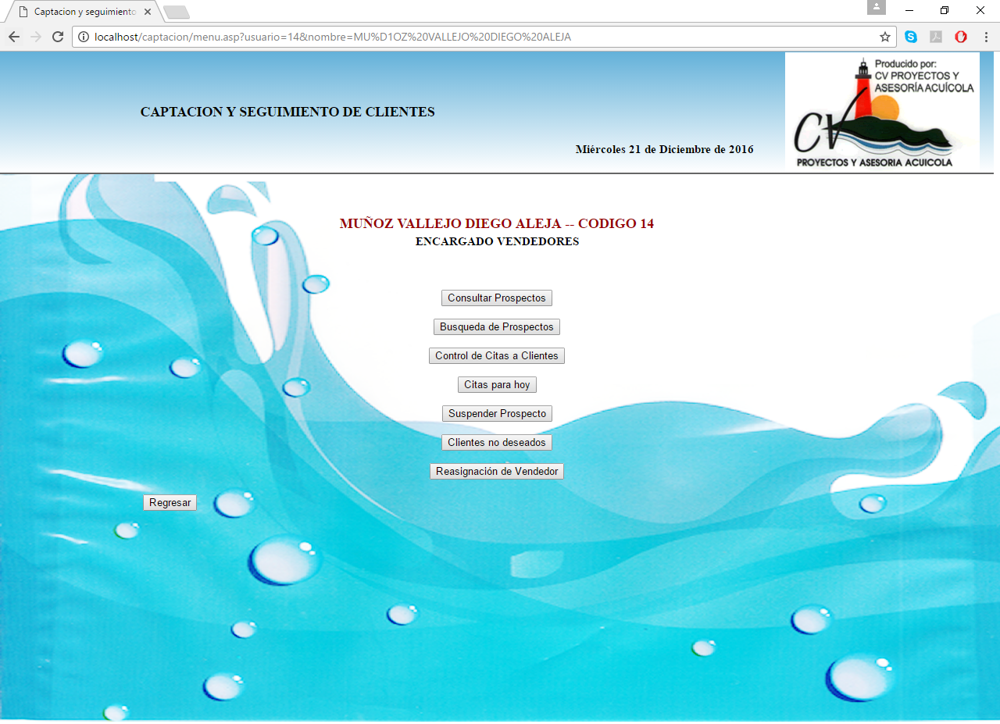 Captacion y seguimiento
localhost/captacion/menu.asp?usuario=14&nombre=MU%D1OZ%20VALLEJO%20DIEGO%20ALEJA
Producido por:
CV PROYECTOS Y
ASESORÍA ACUÍCOLA
CAPTACION Y SEGUIMIENTO DE CLIENTES
CV
Miércoles 21 de Diciembre de 2016
PROYECTOS Y ASESORIA ACUICOLA
MUÑOZ VALLEJO DIEGO ALEJA -- CODIGO 14
ENCARGADO VENDEDORES
Consultar Prospectos
Busqueda de Prospectos
Control de Citas a Clientes
Citas para hoy
Suspender Prospecto
Clientes no deseados
Reasignación de Vendedor
Regresar